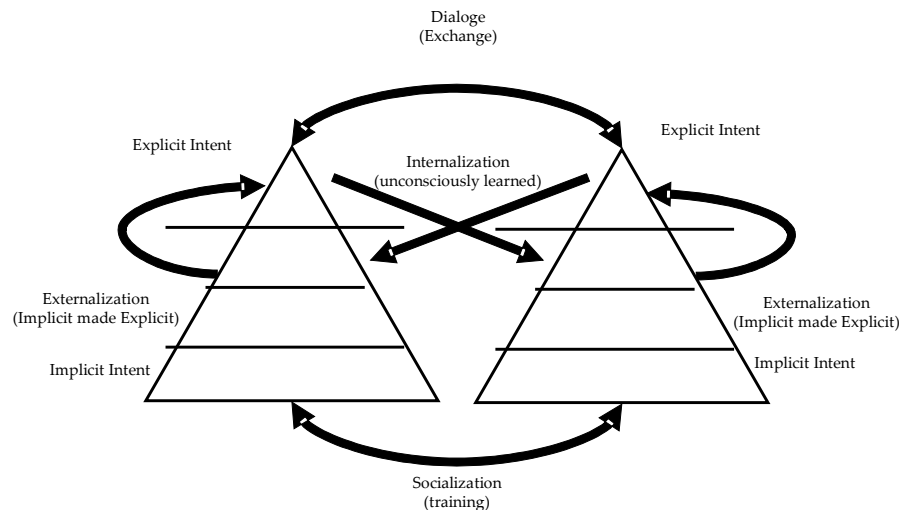 Dialoge
(Exchange)
Explicit Intent
Explicit Intent
Internalization
(unconsciously learned)
Externalization
(Implicit made Explicit)
Externalization
(Implicit made Explicit)
Implicit Intent
Implicit Intent
Socialization
(training)